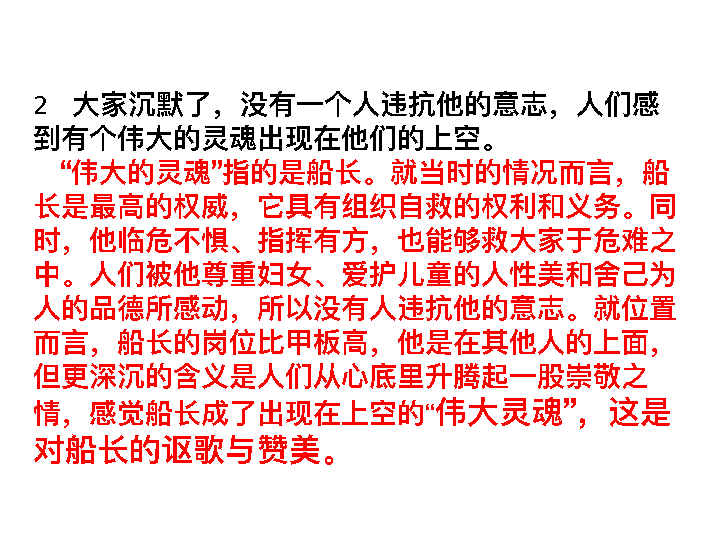 2　大家沉默了，没有一个人违抗他的意志，人们感
到有个伟大的灵魂出现在他们的上空。
“伟大的灵魂”指的是船长。就当时的情况而言，船
长是最高的权威，它具有组织自救的权利和义务。同
时，他临危不惧、指挥有方，也能够救大家于危难之
中。人们被他尊重妇女、爱护儿童的人性美和舍己为
人的品德所感动，所以没有人违抗他的意志。就位置
而言，船长的岗位比甲板高，他是在其他人的上面，
但更深沉的含义是人们从心底里升腾起一股崇敬之
情，感觉船长成了出现在上空的“伟大灵魂”，这是
对船长的讴歌与赞美。